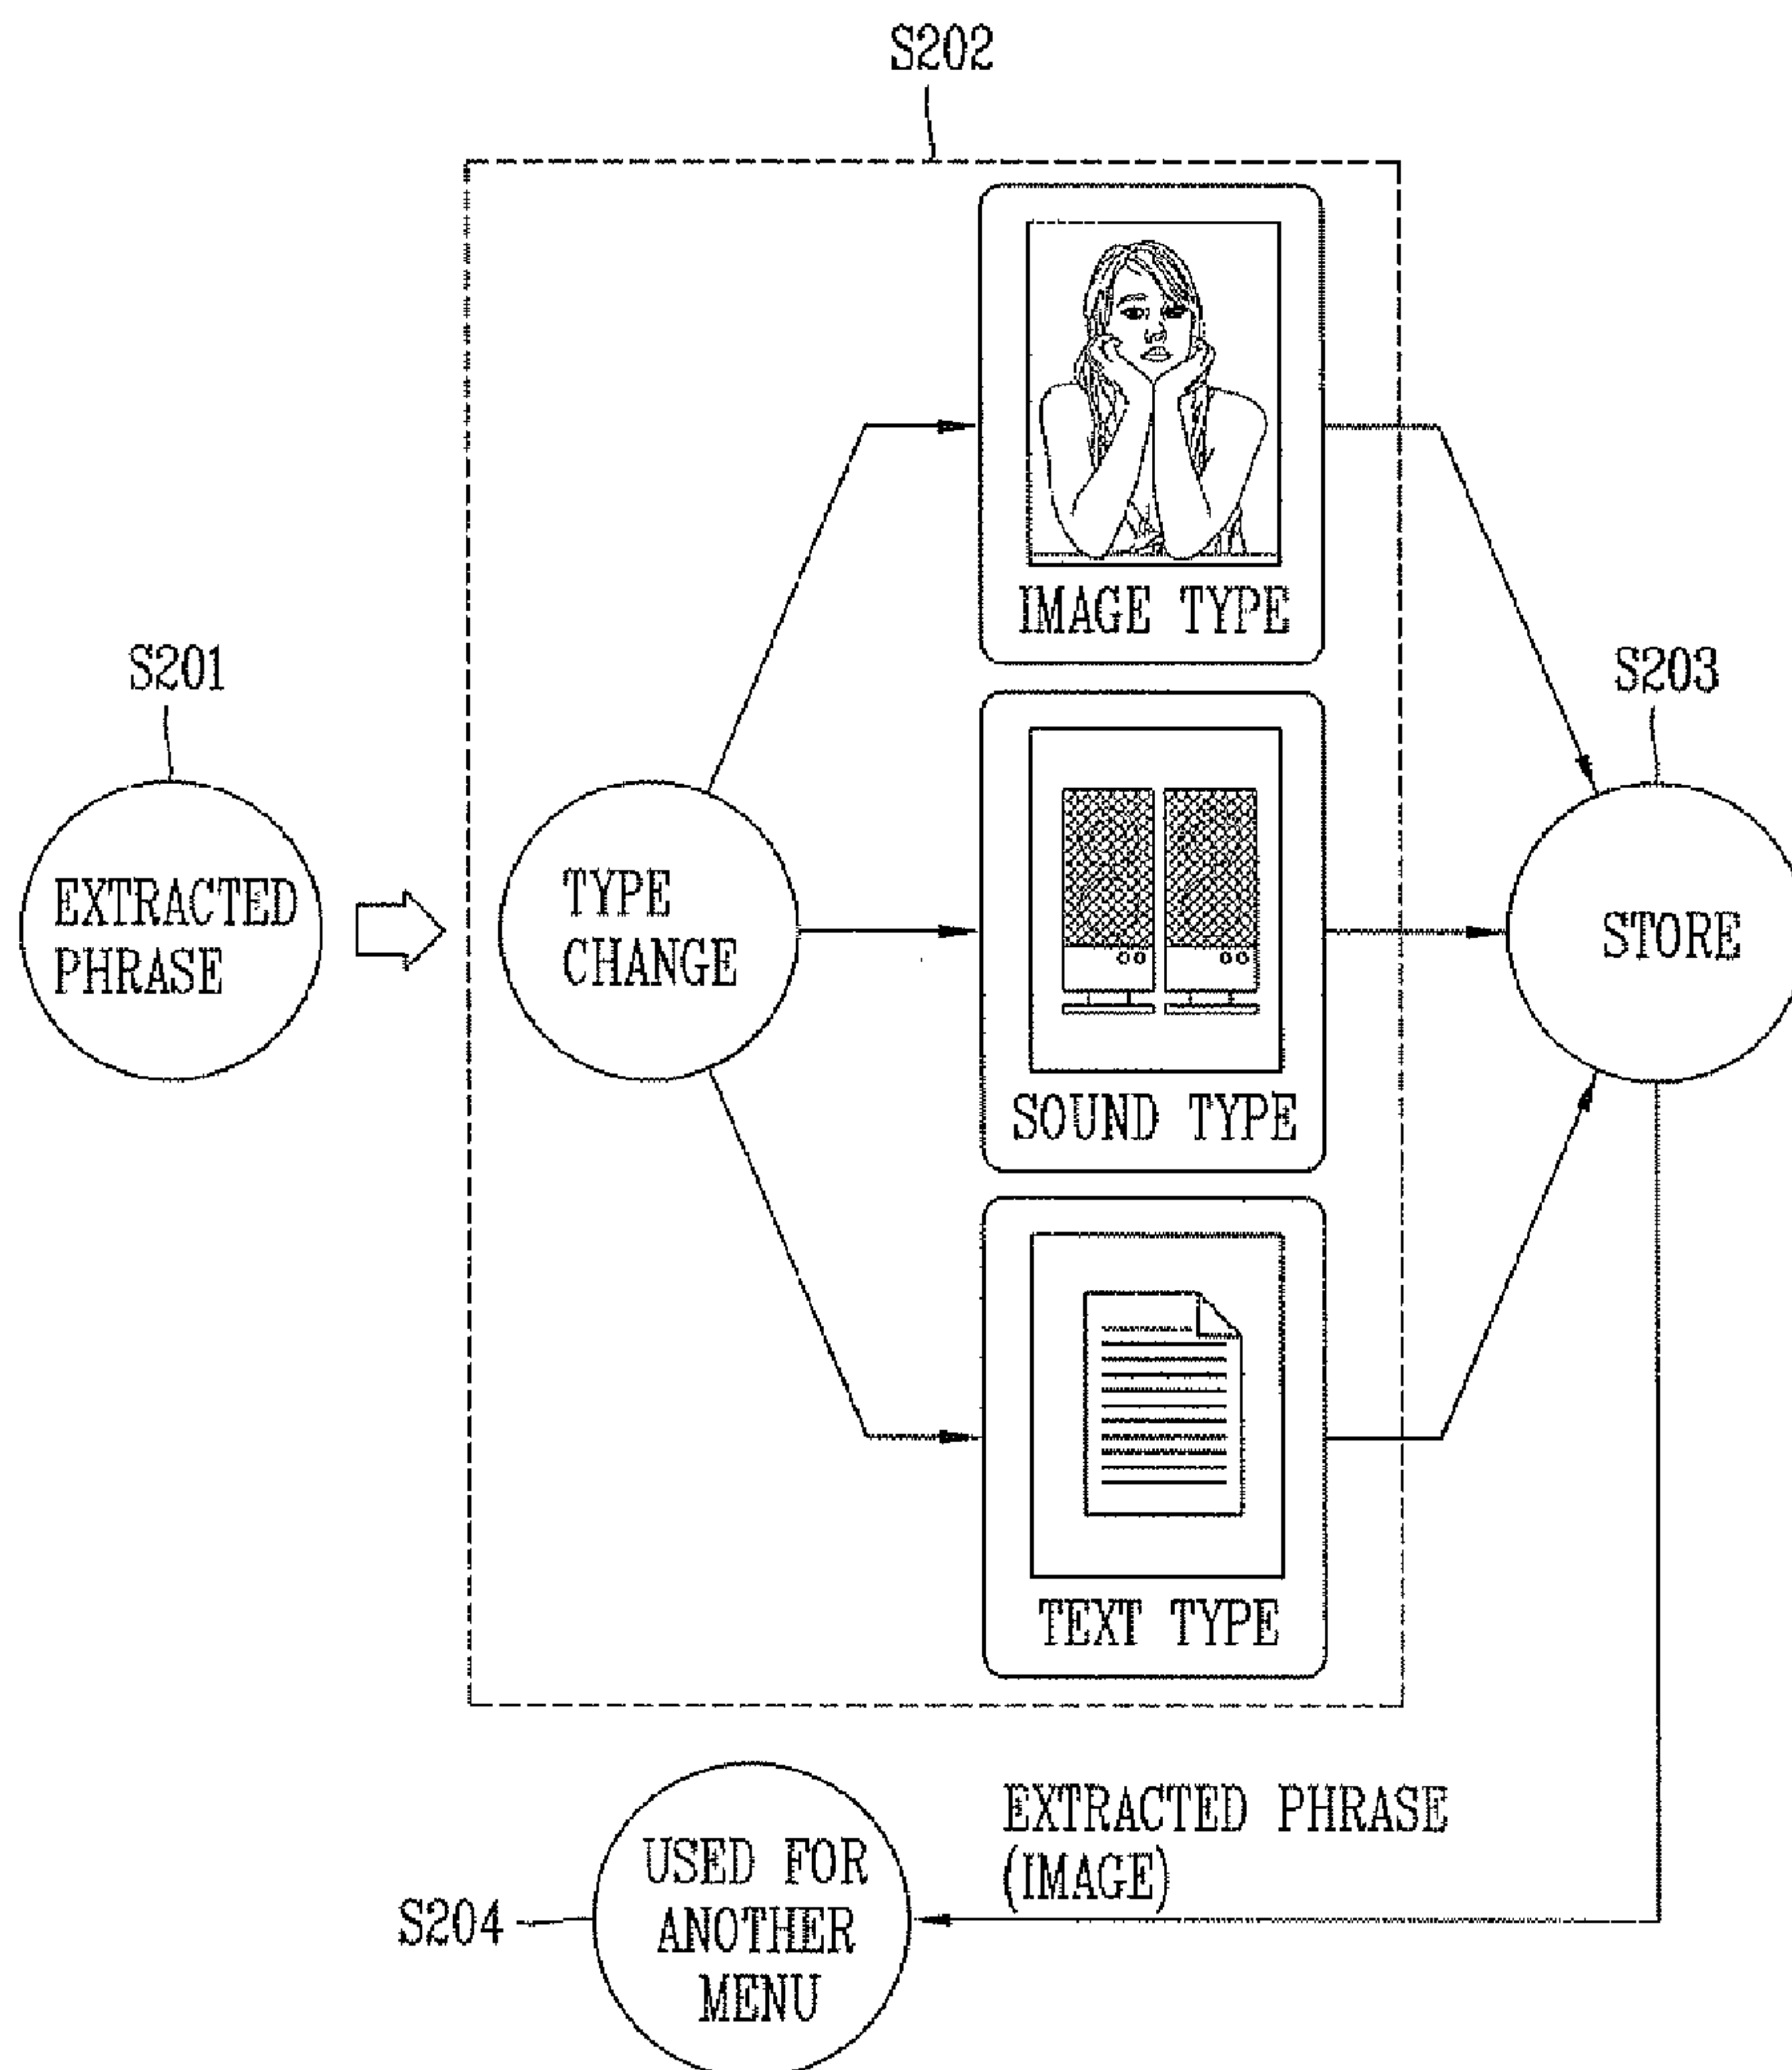 S202
IMAGE TYPE
S201
S203
EXTRACTED
PHRASE
TYPE
CHANGE
STORE
SOUND TYPE
TEXT TYPE
EXTRACTED PHRASE
(IMAGE)
USED FOR
ANOTHER
MENU
S204